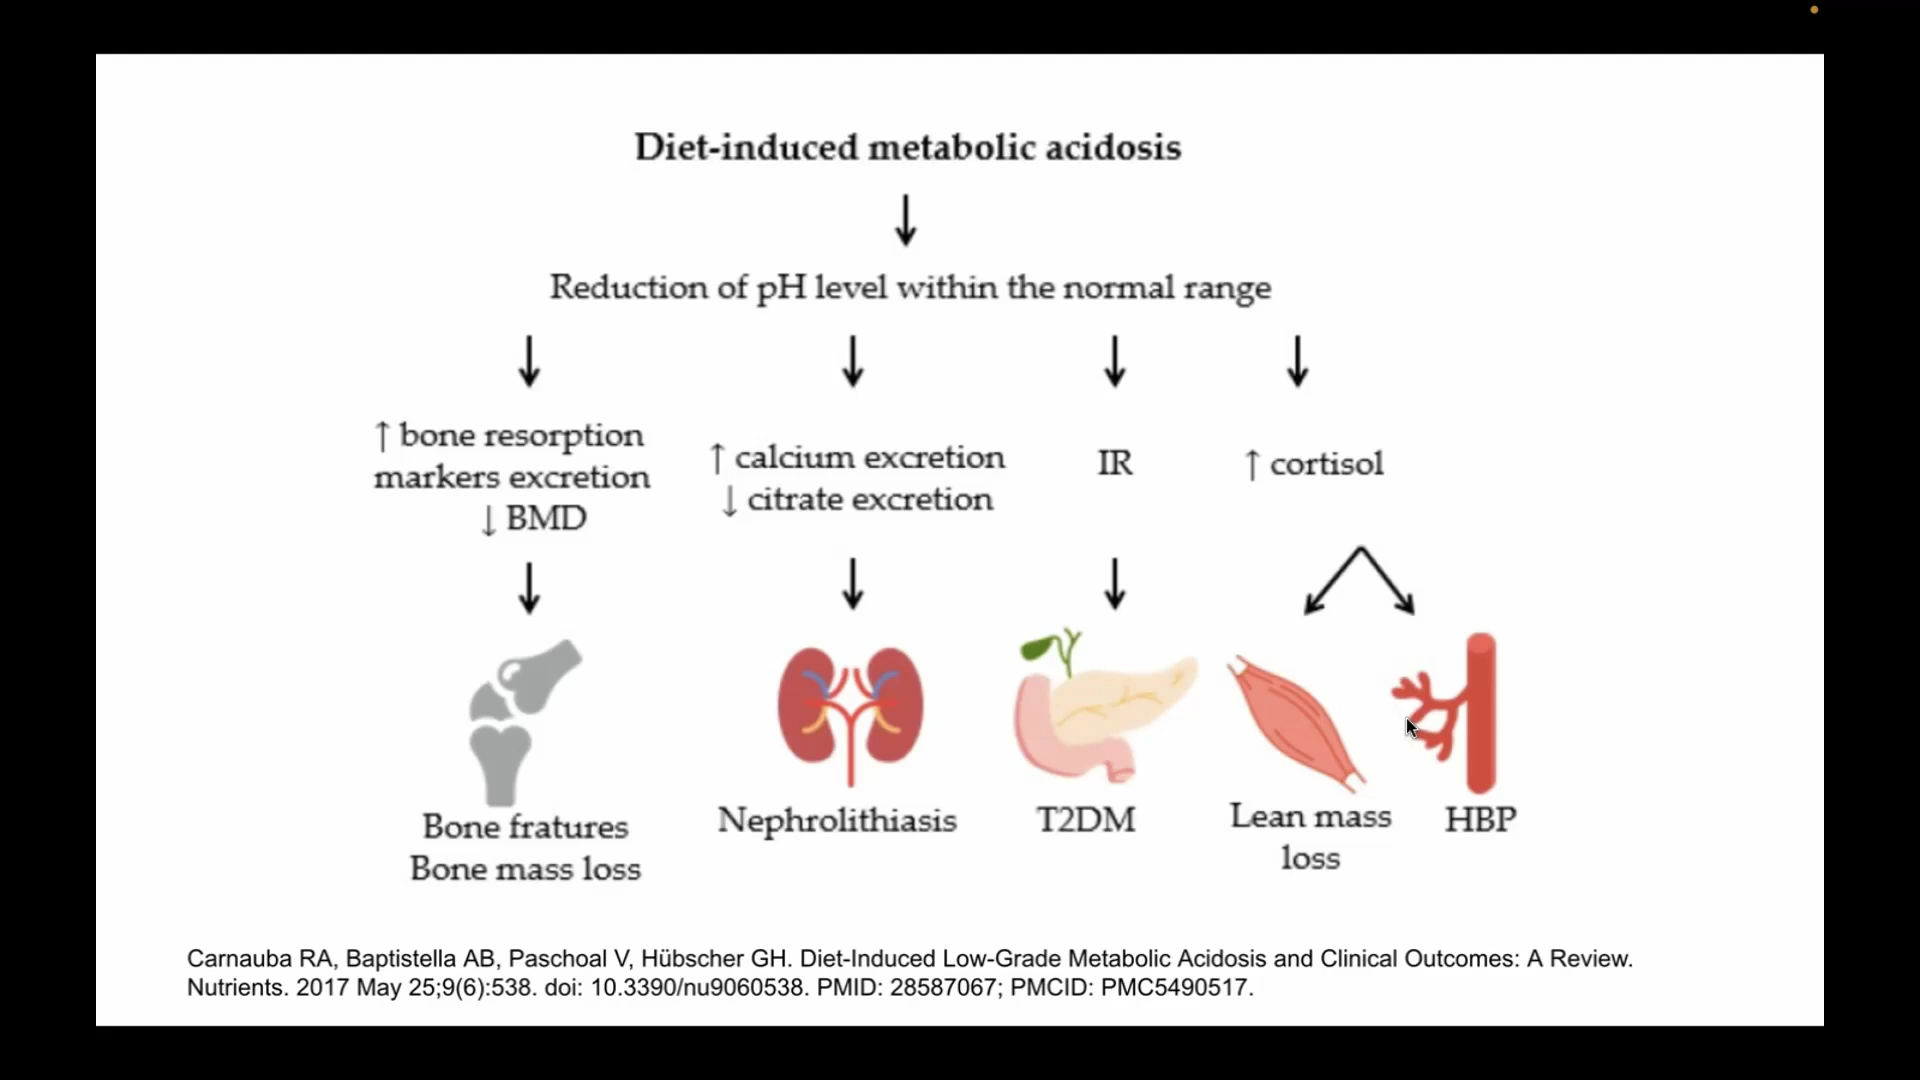 Diet-induced metabolic acidosis
Reduction of pH level within the normal range
↑ bone resorption
markers excretion
↓ BMD
↑ calcium excretion
↓ citrate excretion
IR
↑ cortisol
Bone fratures
Bone mass loss
Nephrolithiasis
T2DM
Lean mass
loss
HBP
Carnauba RA, Baptistella AB, Paschoal V, Hübscher GH. Diet-Induced Low-Grade Metabolic Acidosis and Clinical Outcomes: A Review.
Nutrients. 2017 May 25;9(6):538. doi: 10.3390/nu9060538. PMID: 28587067; PMCID: PMC5490517.